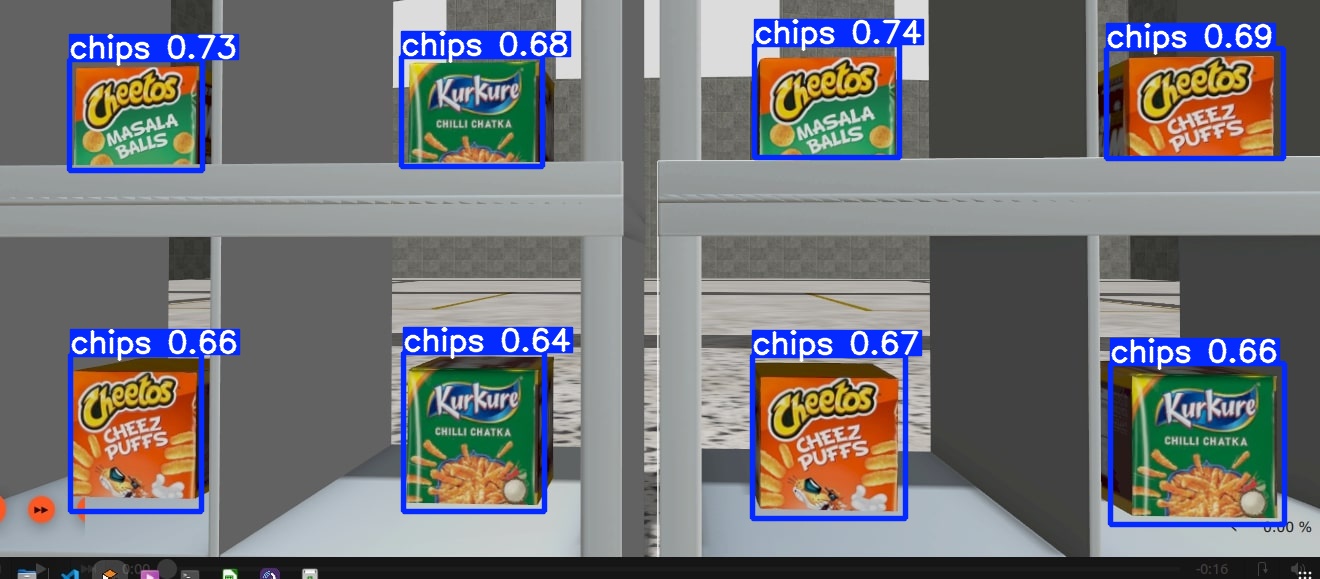 chips 0.73
Cheetos
MASALA
BALLS
chips 0.68
Kurkure
CHILLI CHATKA
chips 0.74
Cheetos
MASALA
BALLS
chips 0.69
Cheetos
CHEEZ
PUFFS
chips 0.66
Cheetos
CHEEZ
PUFFS
chips 0.64
Kurkure
CHILLI CHATKA
chips 0.67
Cheetos
CHEEZ
PUFFS
chips 0.66
Kurkure
CHILLI CHATKA
0.00 %
0:00
-0:16